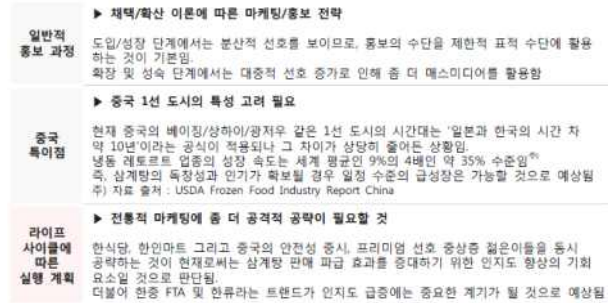 ▶ 채택/확산 이론에 따른 마케팅/홍보 전략
일반적
홍보 과정
도입/성장 단계에서는 분산적 선호를 보이므로, 홍보의 수단을 제한적 표적 수단에 활용
하는 것이 기본임.
확장 및 성숙 단계에서는 대중적 선호 증가로 인해 좀 더 매스미디어를 활용함
▶ 중국 1선 도시의 특성 고려 필요
중국
특이점
현재 중국의 베이징/상하이/광저우 같은 1선 도시의 시간대는 '일본과 한국의 시간 차
약 10년'이라는 공식이 적용되나 그 차이가 상당히 줄어든 상황임.
냉동 레토르트 업종의 성장 속도는 세계 평균인 9%의 4배인 약 35% 수준임주)
즉, 삼계탕의 독창성과 인기가 확보될 경우 일정 수준의 급성장은 가능할 것으로 예상됨
주) 자료 출처 : USDA Frozen Food Industry Report China
▶ 전통적 마케팅에 좀 더 공격적 공략이 필요할 것
라이프
사이클에
따른
실행 계획
한식당, 한인마트 그리고 중국의 안전성 중시, 프리미엄 선호 중상층 젊은이들을 동시
공략하는 것이 현재로써는 삼계탕 판매 파급 효과를 증대하기 위한 인지도 향상의 기회
요소일 것으로 판단됨.
더불어 한중 FTA 및 한류라는 트랜드가 인지도 급증에는 중요한 계기가 될 것으로 예상됨